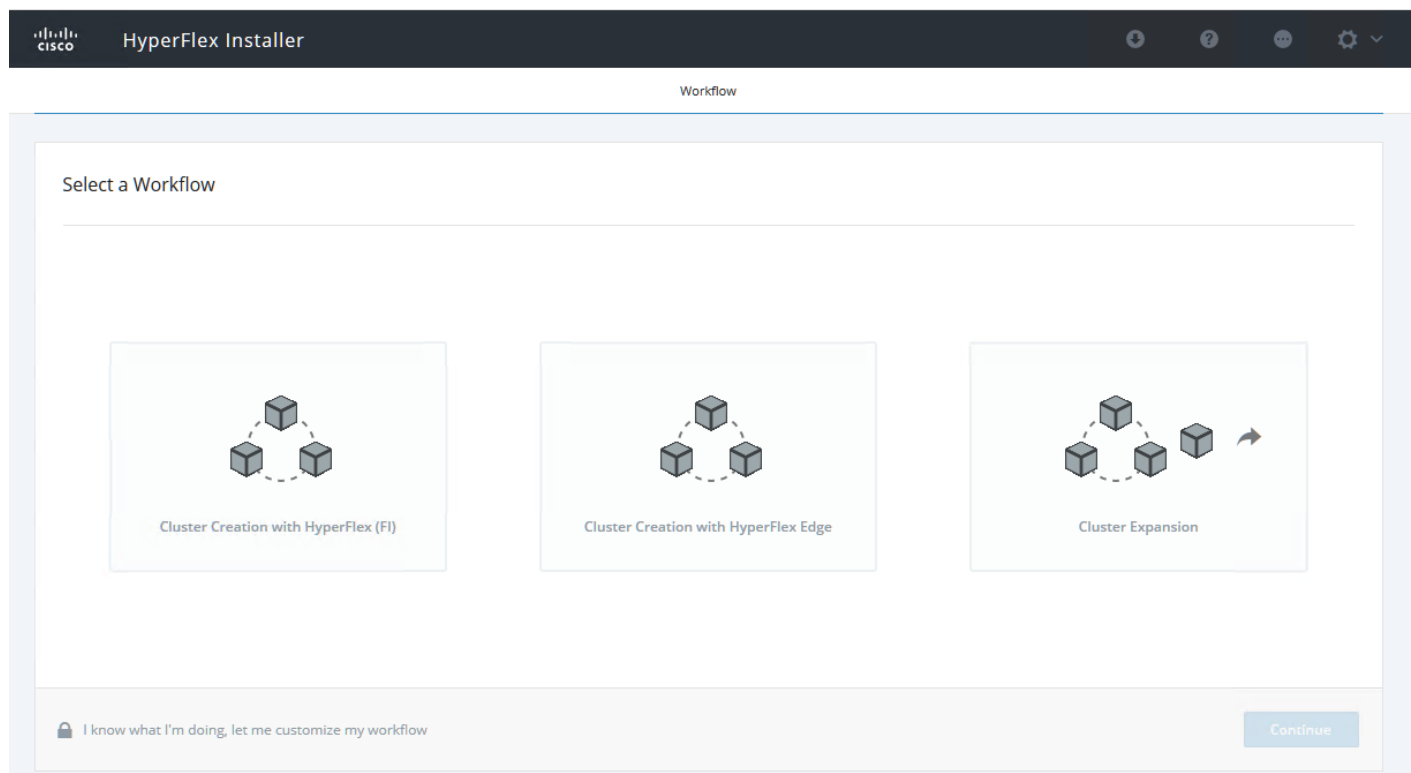 CISCO
HyperFlex Installer
Workflow
Select a Workflow
Cluster Creation with HyperFlex (FI)
Cluster Creation with HyperFlex Edge
Cluster Expansion
I know what I'm doing, let me customize my workflow
Continue